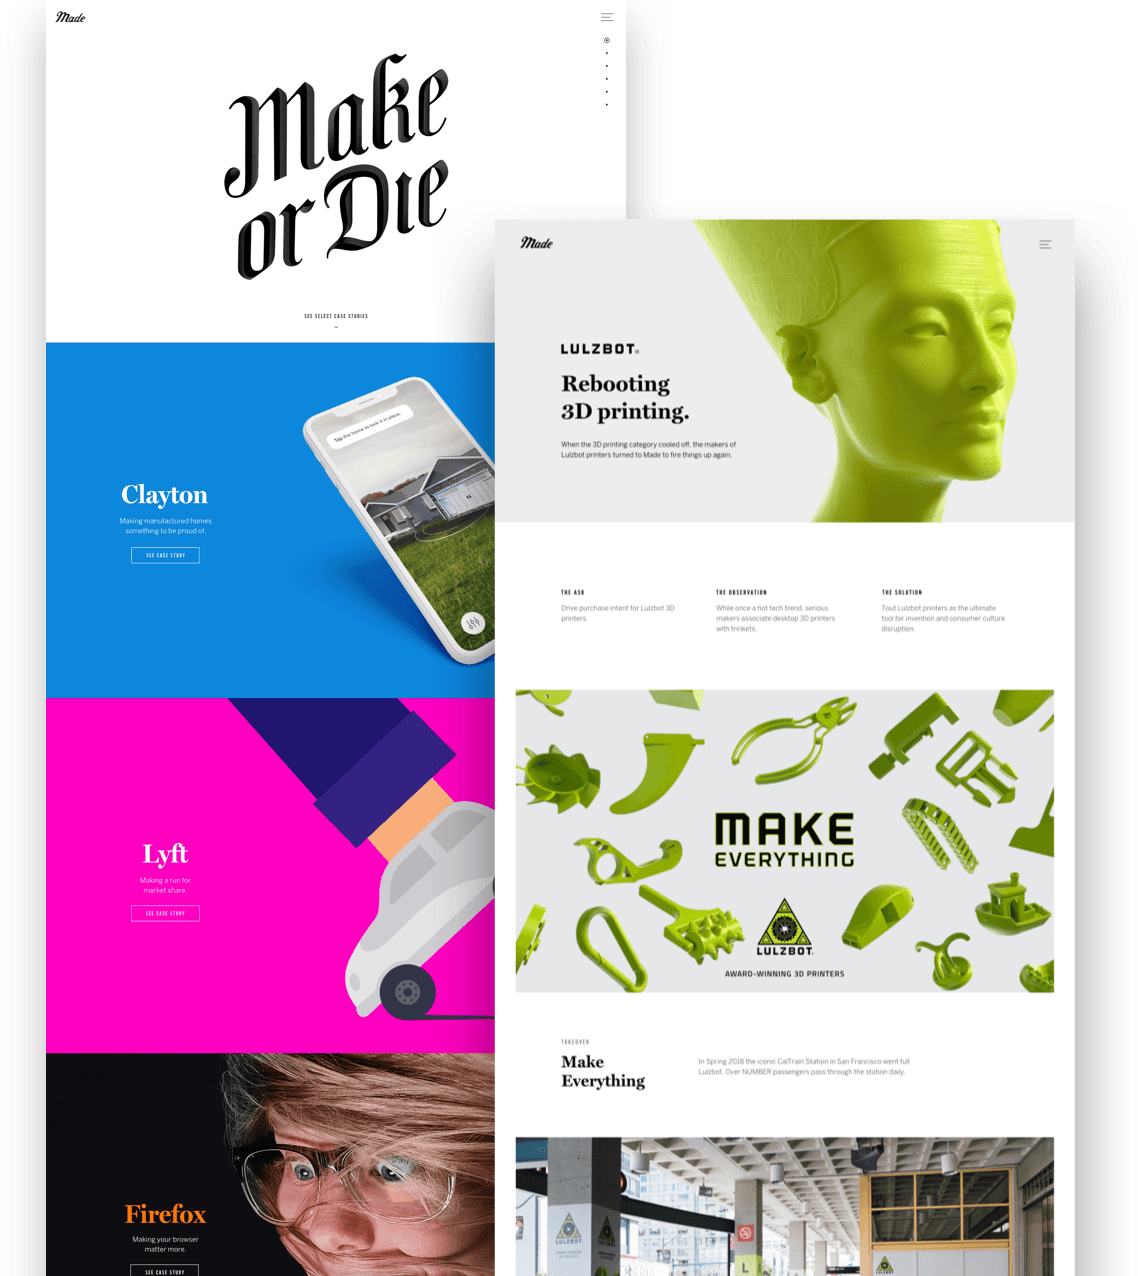 Made
Make
or Die
SEE SELECT CASE STUDIES
Clayton
Making manufactured homes
something to be proud of.
SEE CASE STUDY
Tap the home to lock it in place.
Lyft
Making a run for
market share.
SEE CASE STUDY
Firefox
Making your browser
matter more.
SEE CASE STUDY
Made
LULZBOT
Rebooting
3D printing.
When the 3D printing category cooled off, the makers of
Lulzbot printers turned to Made to fire things up again.
THE ASK
Drive purchase intent for Lulzbot 3D
printers.
THE OBSERVATION
While once a hot tech trend, serious
makers associate desktop 3D printers
with trinkets.
THE SOLUTION
Tout Lulzbot printers as the ultimate
tool for invention and consumer culture
disruption.
MAKE
EVERYTHING
LULZBOT
AWARD-WINNING 3D PRINTERS
TAKEOVER
Make
Everything
In Spring 2018 the iconic CalTrain Station in San Francisco went full
Lulzbot. Over NUMBER passengers pass through the station daily.
LULZBOT
LULZBOT
L
LULZBOT